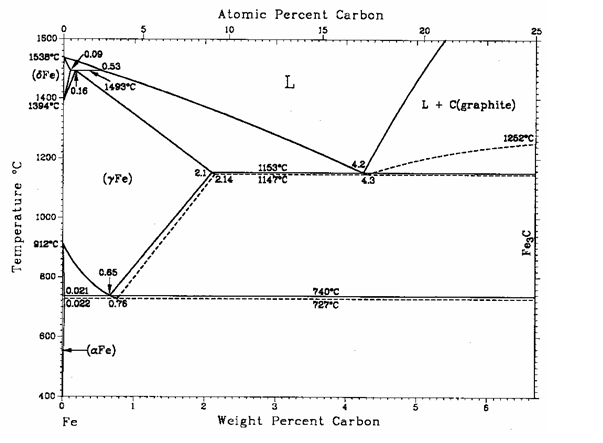 Atomic Percent Carbon
0 5 10 15 20 25
1500
1538°C
0.09
(δFe)
0.53
1493°C
0.16
L
1400
1394°C
L + C(graphite)
1252°C
1200
4.2
1153°C
2.1
2.14
1147°C
4.3
(γFe)
Temperature °C
1000
Fe₃C
912°C
0.65
800
0.021
740°C
0.022
0.76
727°C
600
(αFe)
400
0 1 2 3 4 5 6
Fe
Weight Percent Carbon